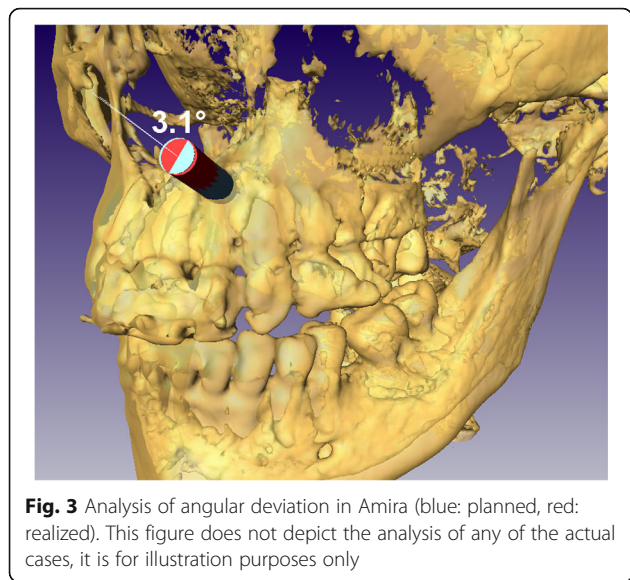 3.1°
Fig. 3 Analysis of angular deviation in Amira (blue: planned, red:
realized). This figure does not depict the analysis of any of the actual
cases, it is for illustration purposes only